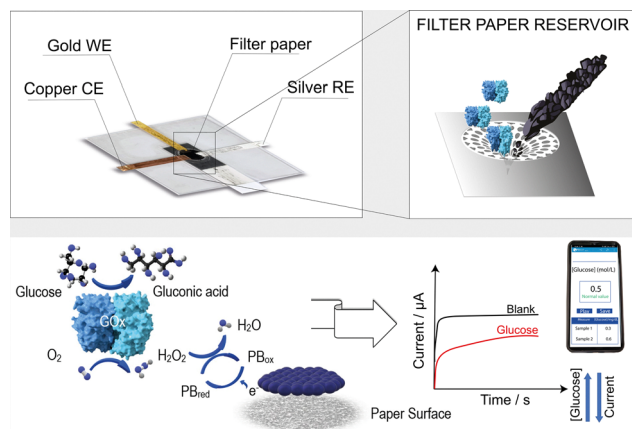 Gold WE
Filter paper
Copper CE
Silver RE
FILTER PAPER RESERVOIR
Glucose
Gluconic acid
GOx
O2
H2O2
H2O
PBox
PBred
e-
Paper Surface
Current / μA
Blank
Glucose
Time / s
[Glucose] (mol/L)
0.5
Normal value
Play Save
Sample 1 0.5
Sample 2 0.6
[Glucose]
Current